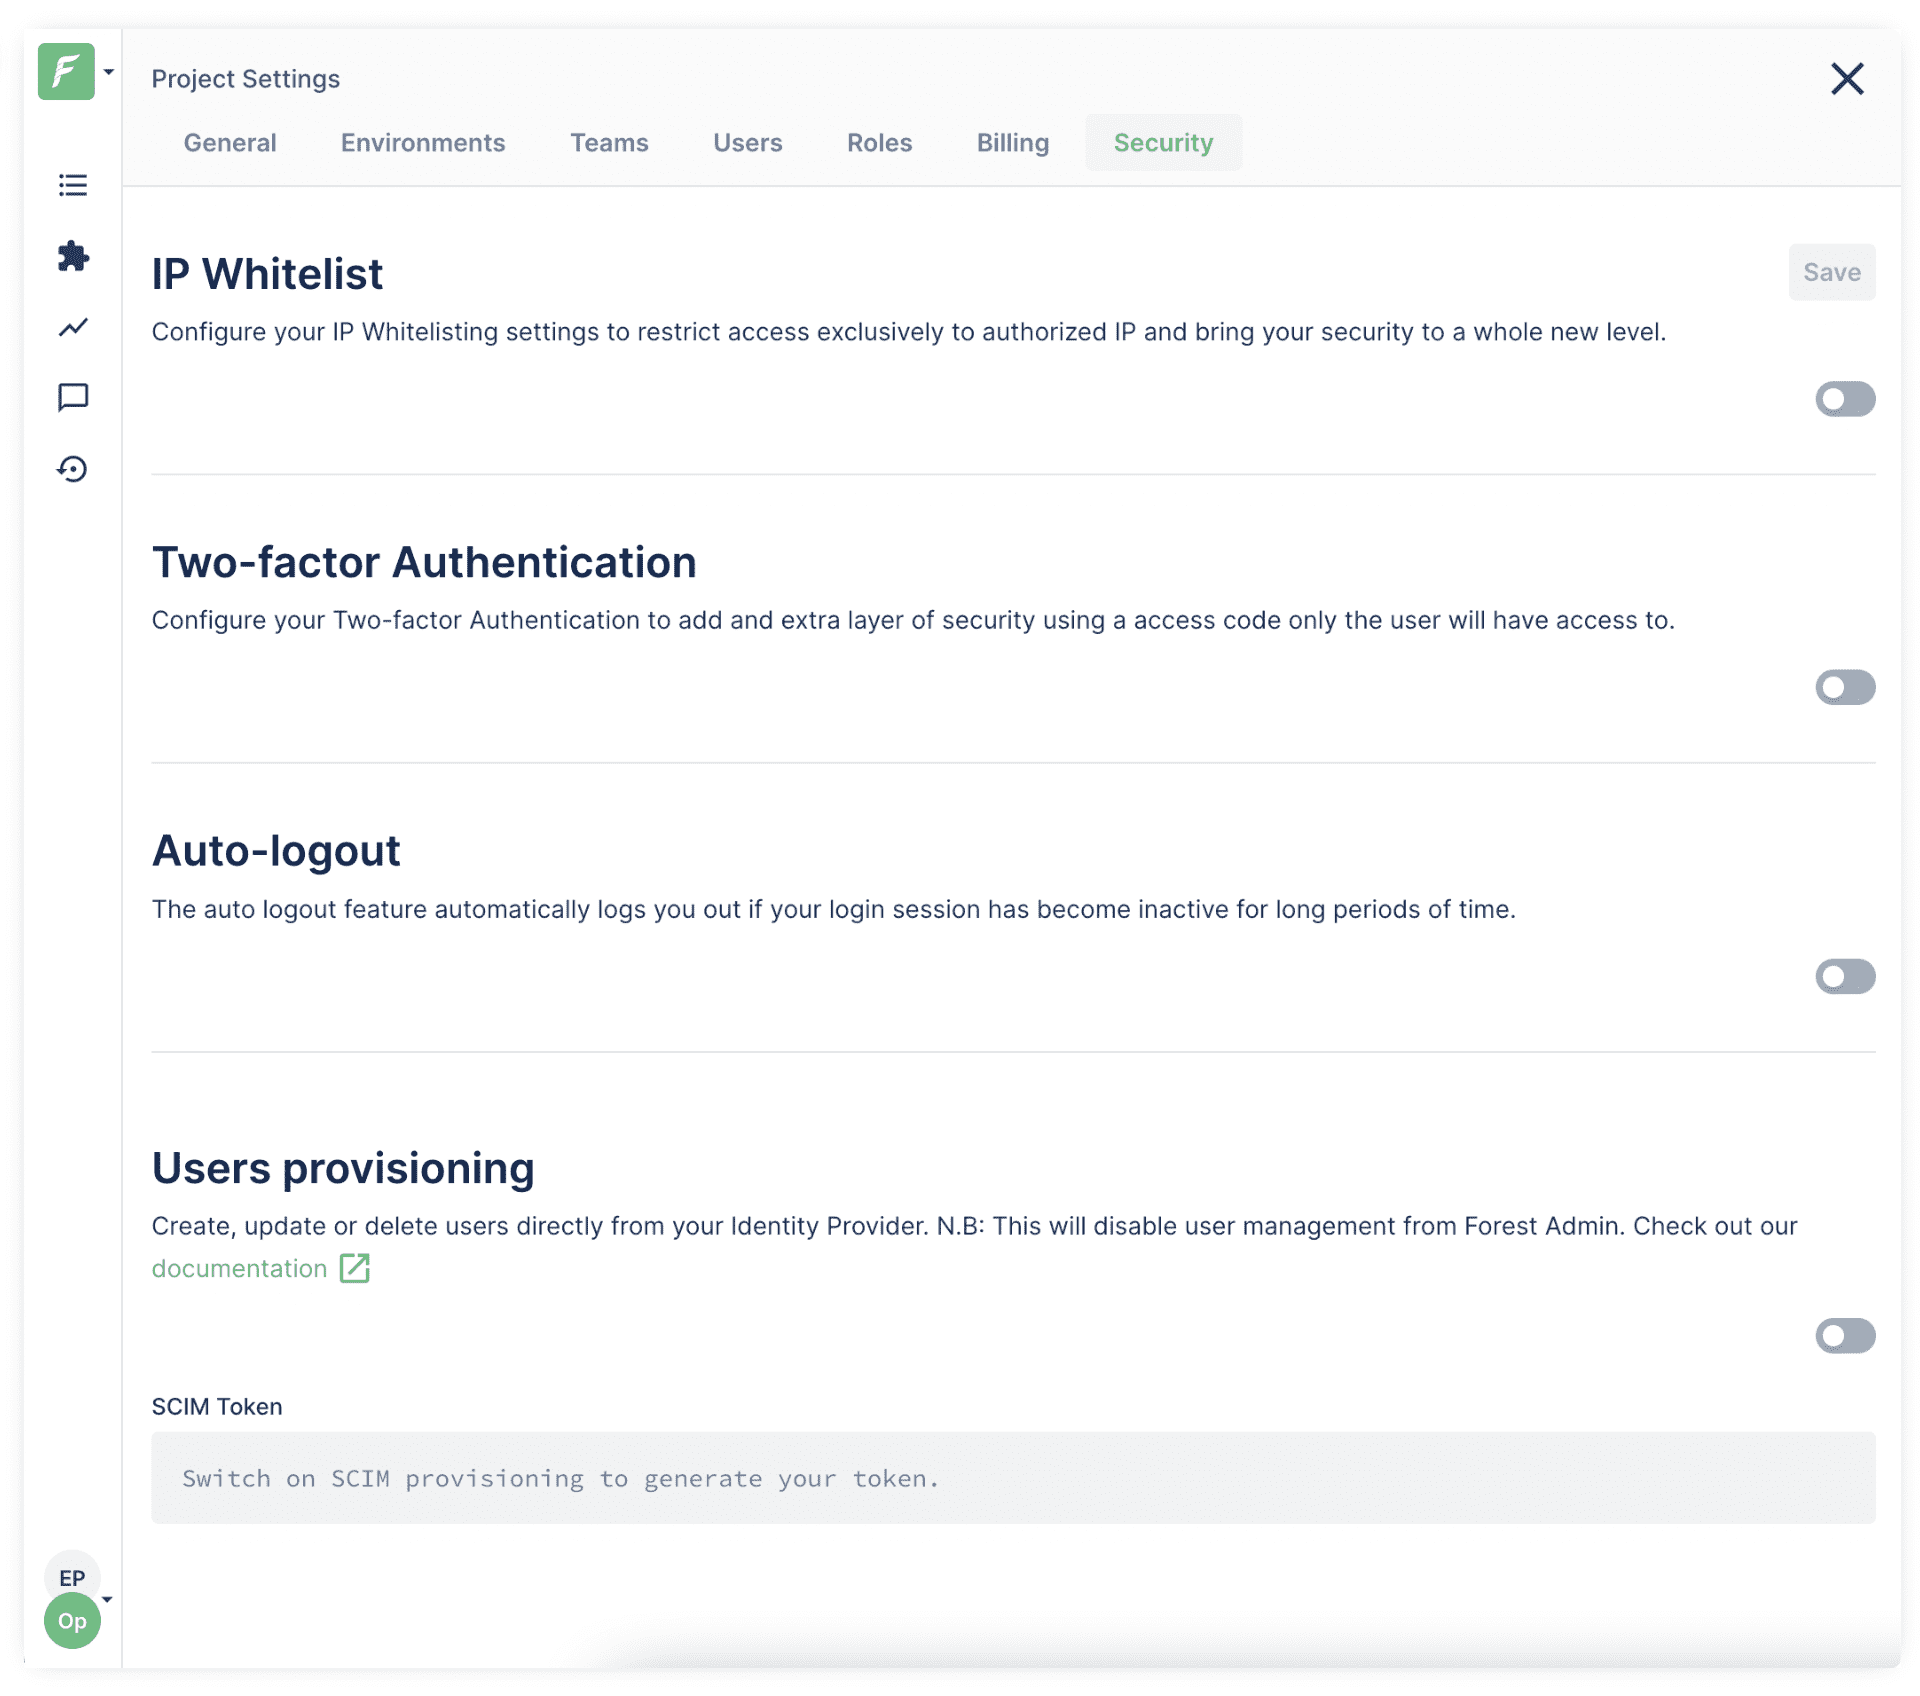 Project Settings
General Environments Teams Users Roles Billing Security
IP Whitelist
Save
Configure your IP Whitelisting settings to restrict access exclusively to authorized IP and bring your security to a whole new level.
Two-factor Authentication
Configure your Two-factor Authentication to add and extra layer of security using a access code only the user will have access to.
Auto-logout
The auto logout feature automatically logs you out if your login session has become inactive for long periods of time.
Users provisioning
Create, update or delete users directly from your Identity Provider. N.B: This will disable user management from Forest Admin. Check out our
documentation
SCIM Token
Switch on SCIM provisioning to generate your token.
EP
Op